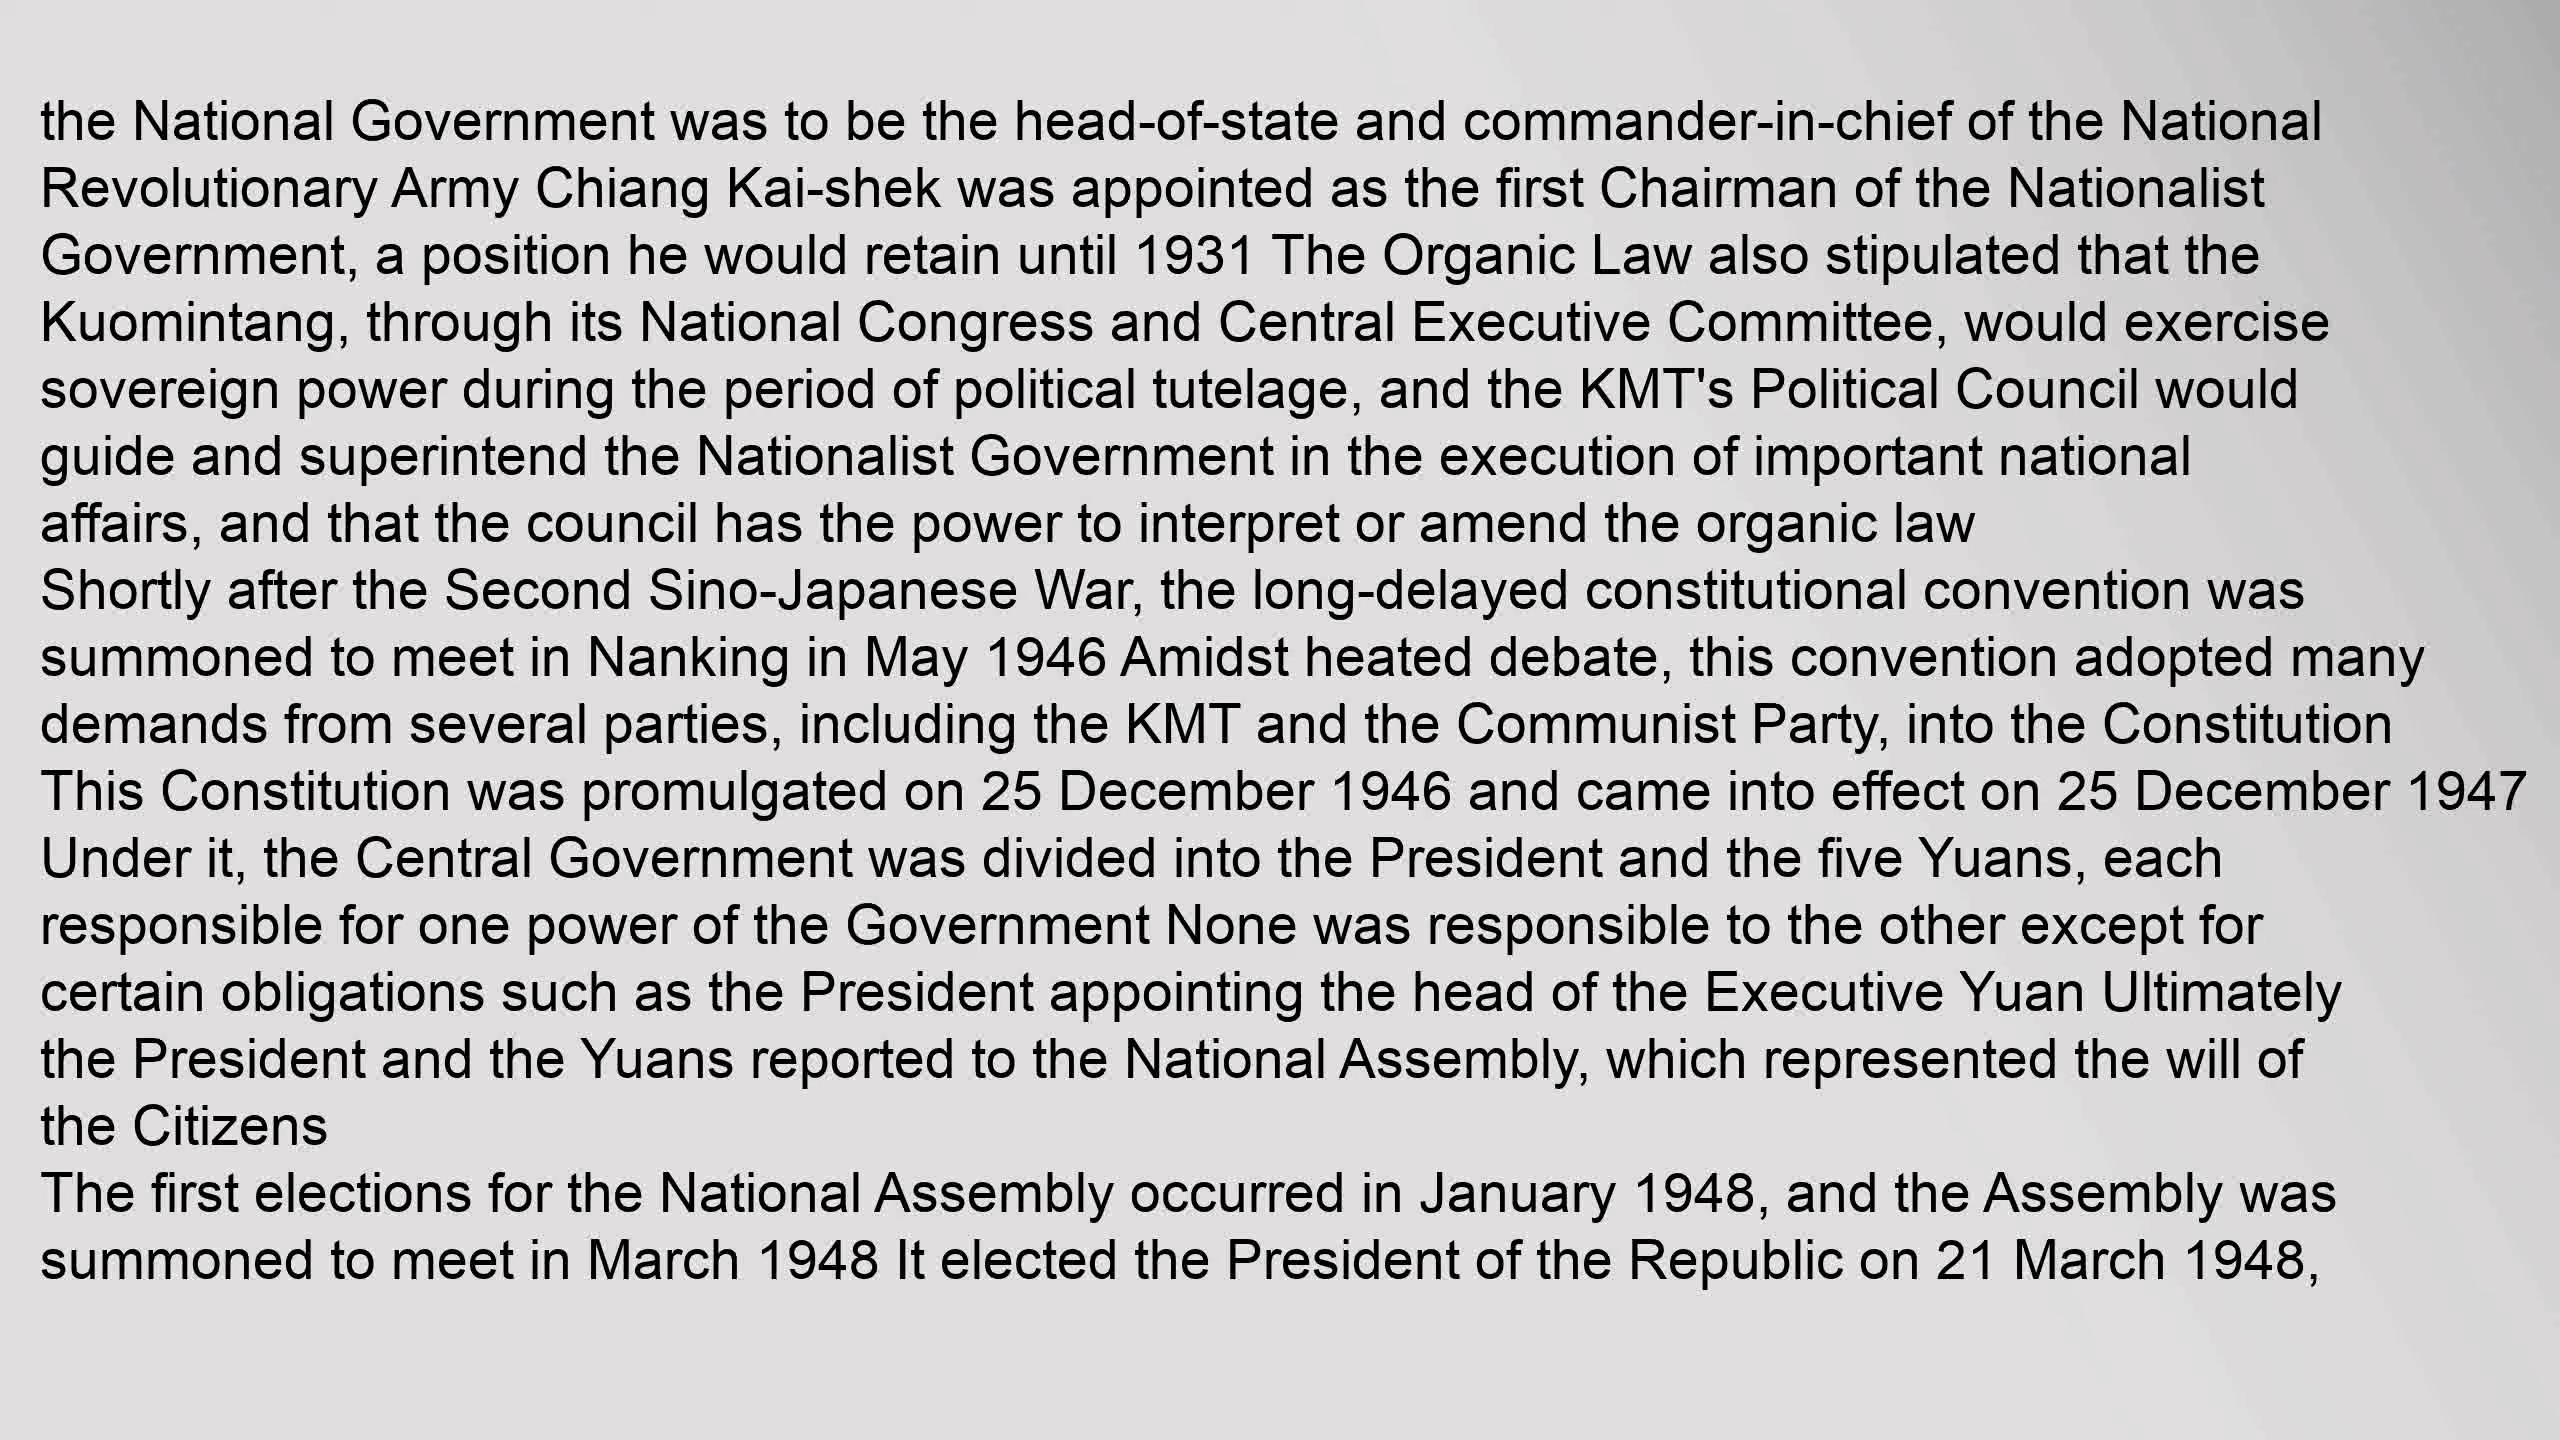 the National Government was to be the head-of-state and commander-in-chief of the National
Revolutionary Army Chiang Kai-shek was appointed as the first Chairman of the Nationalist
Government, a position he would retain until 1931 The Organic Law also stipulated that the
Kuomintang, through its National Congress and Central Executive Committee, would exercise
sovereign power during the period of political tutelage, and the KMT's Political Council would
guide and superintend the Nationalist Government in the execution of important national
affairs, and that the council has the power to interpret or amend the organic law
Shortly after the Second Sino-Japanese War, the long-delayed constitutional convention was
summoned to meet in Nanking in May 1946 Amidst heated debate, this convention adopted many
demands from several parties, including the KMT and the Communist Party, into the Constitution
This Constitution was promulgated on 25 December 1946 and came into effect on 25 December 1947
Under it, the Central Government was divided into the President and the five Yuans, each
responsible for one power of the Government None was responsible to the other except for
certain obligations such as the President appointing the head of the Executive Yuan Ultimately
the President and the Yuans reported to the National Assembly, which represented the will of
the Citizens
The first elections for the National Assembly occurred in January 1948, and the Assembly was
summoned to meet in March 1948 It elected the President of the Republic on 21 March 1948,